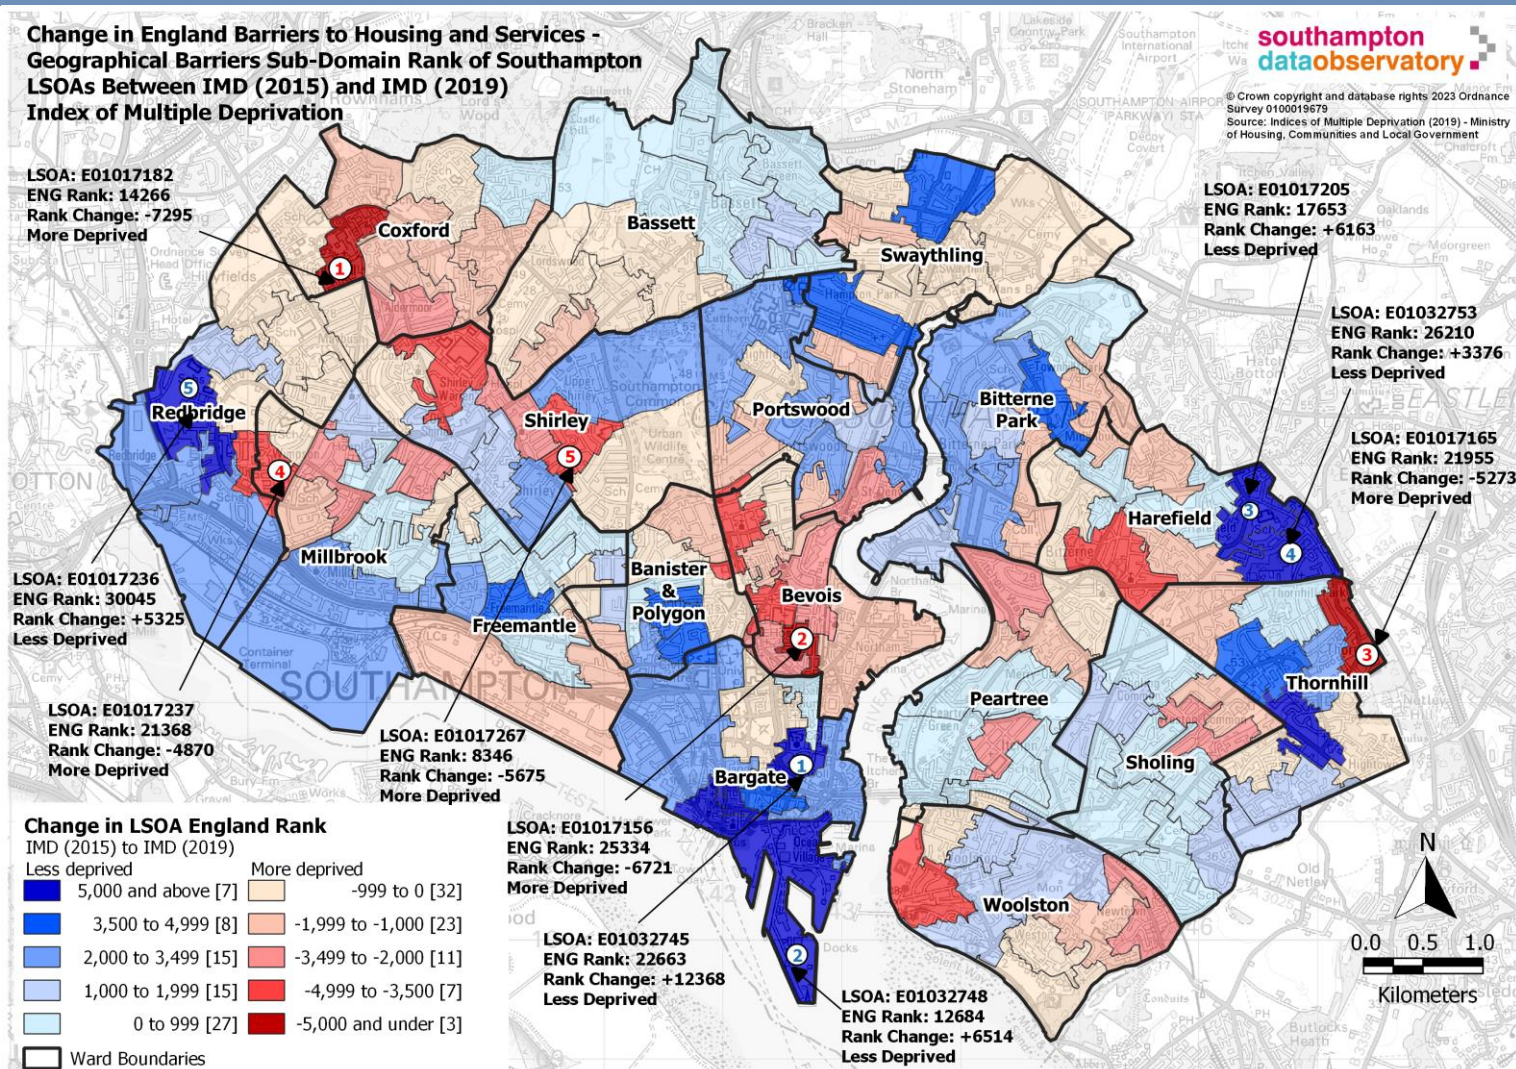 Change in England Barriers to Housing and Services -
Geographical Barriers Sub-Domain Rank of Southampton
LSOAs Between IMD (2015) and IMD (2019)
Index of Multiple Deprivation
southampton
dataobservatory
© Crown copyright and database rights 2023 Ordnance
Survey 0100019679
Source: Indices of Multiple Deprivation (2019) - Ministry
of Housing, Communities and Local Government
LSOA: E01017182
ENG Rank: 14266
Rank Change: -7295
More Deprived
LSOA: E01017205
ENG Rank: 17653
Rank Change: +6163
Less Deprived
LSOA: E01032753
ENG Rank: 26210
Rank Change: +3376
Less Deprived
LSOA: E01017165
ENG Rank: 21955
Rank Change: -5273
More Deprived
Coxford
Bassett
Swaythling
Redbridge
Shirley
Portswood
Bitterne
Park
Harefield
Millbrook
Freemantle
Banister
&
Polygon
Bevois
Thornhill
Peartree
Sholing
Bargate
Woolston
SOUTHAMPTON
1
5
4
5
3
4
2
3
1
2
LSOA: E01017236
ENG Rank: 30045
Rank Change: +5325
Less Deprived
LSOA: E01017237
ENG Rank: 21368
Rank Change: -4870
More Deprived
LSOA: E01017267
ENG Rank: 8346
Rank Change: -5675
More Deprived
LSOA: E01017156
ENG Rank: 25334
Rank Change: -6721
More Deprived
LSOA: E01032745
ENG Rank: 22663
Rank Change: +12368
Less Deprived
LSOA: E01032748
ENG Rank: 12684
Rank Change: +6514
Less Deprived
Change in LSOA England Rank
IMD (2015) to IMD (2019)
Less deprived More deprived
5,000 and above [7] -999 to 0 [32]
3,500 to 4,999 [8] -1,999 to -1,000 [23]
2,000 to 3,499 [15] -3,499 to -2,000 [11]
1,000 to 1,999 [15] -4,999 to -3,500 [7]
0 to 999 [27] -5,000 and under [3]
Ward Boundaries
N
0.0 0.5 1.0
Kilometers